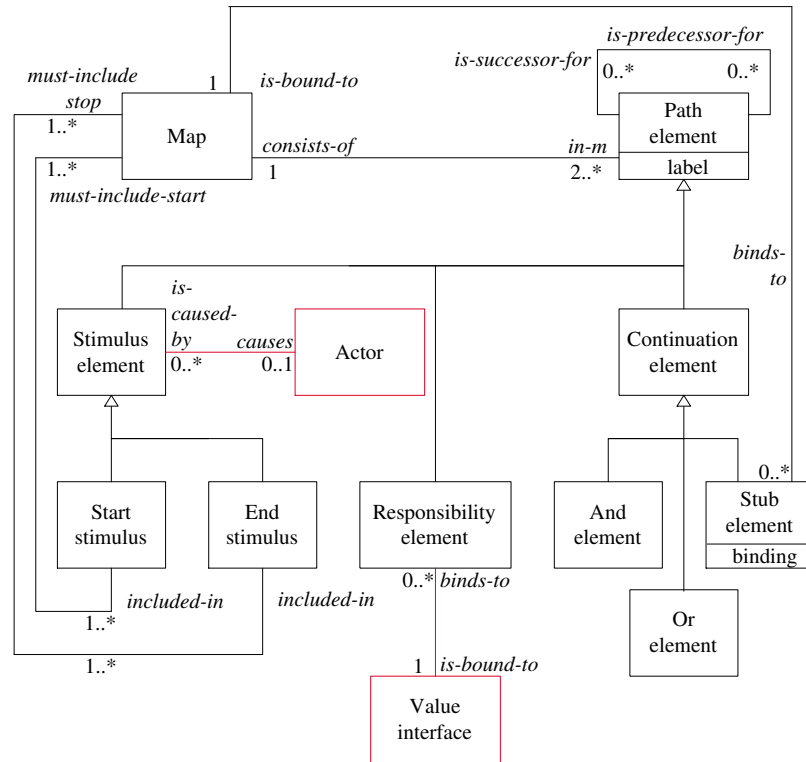 is-predecessor-for
is-successor-for
0..*
0..*
must-include
stop
1
is-bound-to
1..*
Map
consists-of
1
in-m
2..*
Path
element
label
1..*
must-include-start
binds-
to
is-
caused-
by
0..*
causes
0..1
Stimulus
element
Actor
Continuation
element
0..*
Start
stimulus
End
stimulus
Responsibility
element
And
element
Stub
element
binding
included-in
1..*
included-in
1..*
0..*
binds-to
Or
element
1
is-bound-to
Value
interface